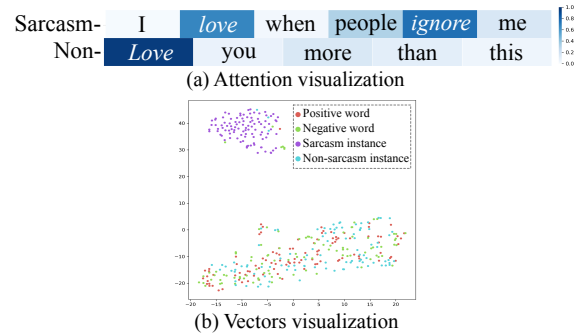 Sarcasm- I love when people ignore me
Non- Love you more than this
1.0
0.8
0.6
0.4
0.2
0.0
(a) Attention visualization
Positive word
Negative word
Sarcasm instance
Non-sarcasm instance
40
30
20
10
0
−10
−20
−20 −15 −10 −5 0 5 10 15 20
(b) Vectors visualization